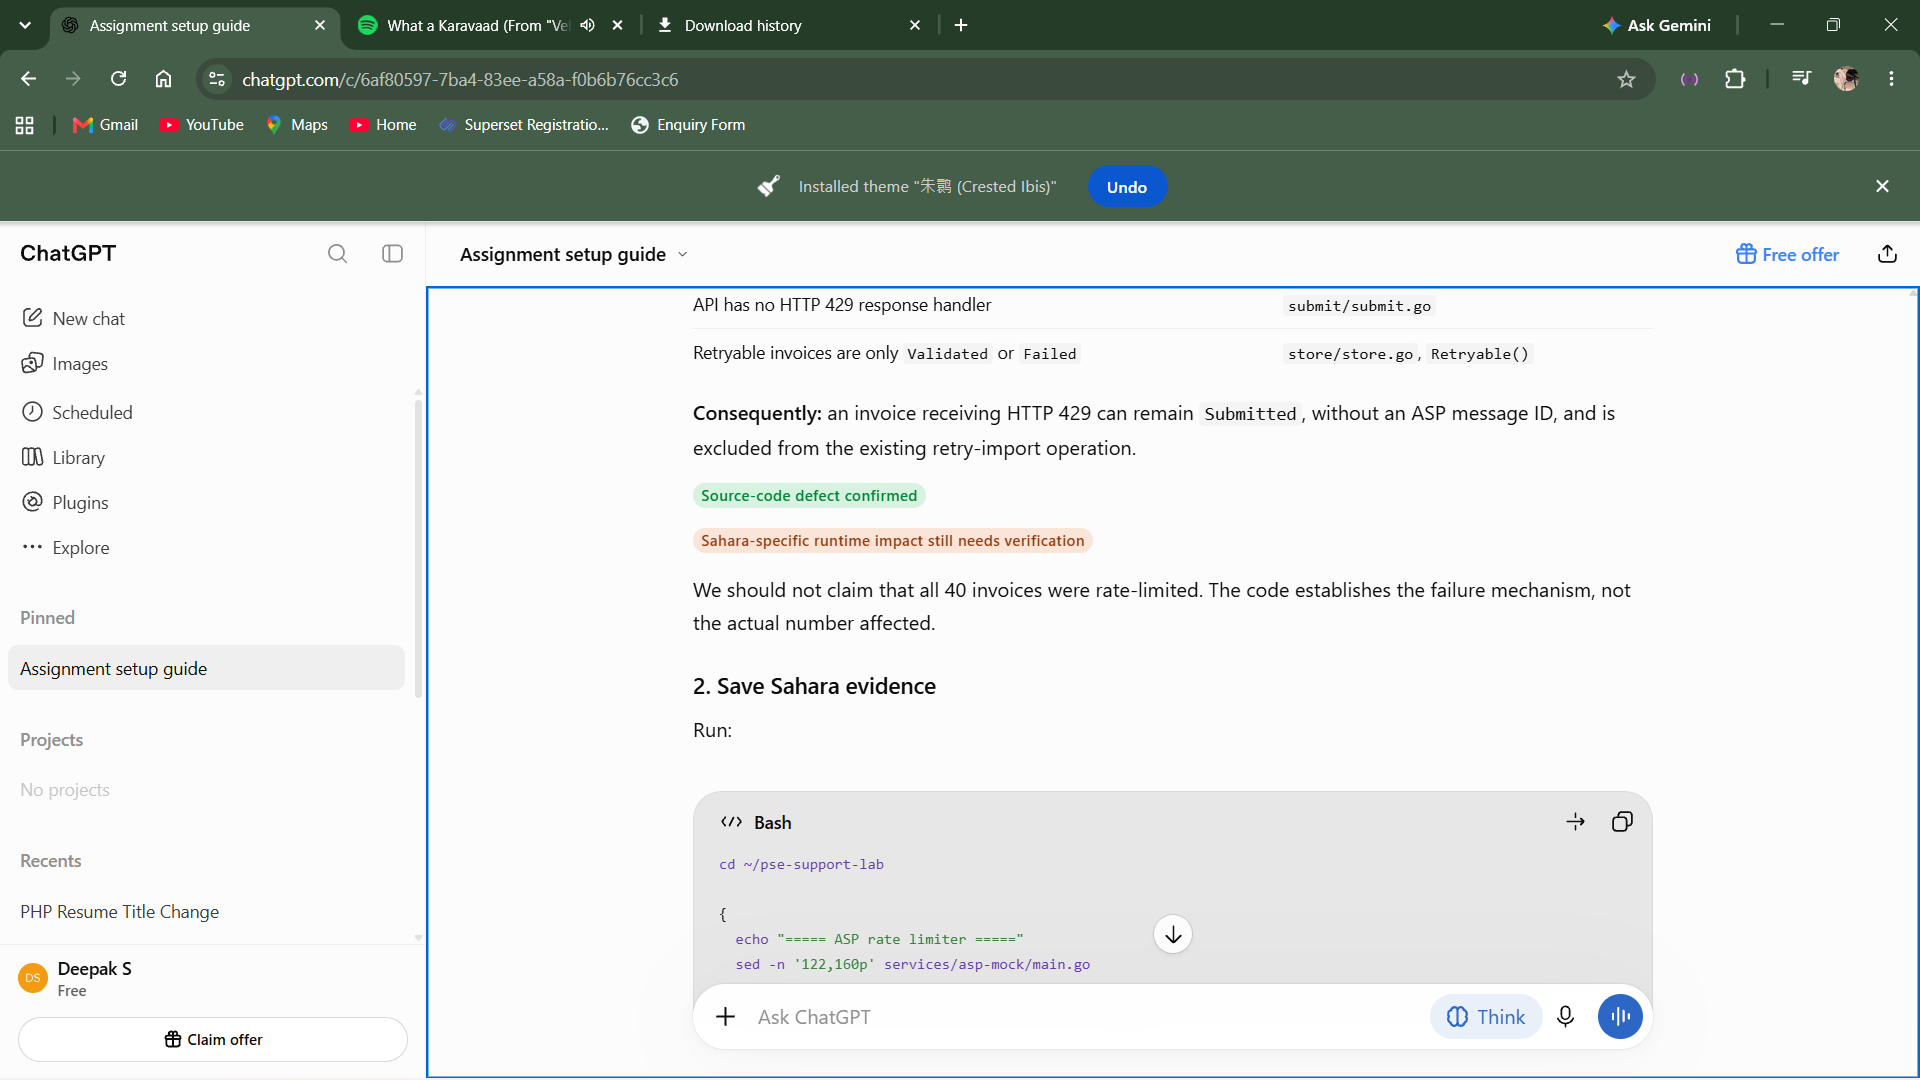 Assignment setup guide
What a Karavaad (From "Ve
Download history
Ask Gemini
chatgpt.com/c/6af80597-7ba4-83ee-a58a-f0b6b76cc3c6
Gmail
YouTube
Maps
Home
Superset Registratio...
Enquiry Form
Installed theme "朱鹮 (Crested Ibis)"
Undo
ChatGPT
Assignment setup guide
Free offer
New chat
Images
Scheduled
Library
Plugins
Explore
Pinned
Assignment setup guide
Projects
No projects
Recents
PHP Resume Title Change
DS
Deepak S
Free
Claim offer
API has no HTTP 429 response handler
submit/submit.go
Retryable invoices are only Validated or Failed
store/store.go, Retryable()
Consequently: an invoice receiving HTTP 429 can remain Submitted, without an ASP message ID, and is
excluded from the existing retry-import operation.
Source-code defect confirmed
Sahara-specific runtime impact still needs verification
We should not claim that all 40 invoices were rate-limited. The code establishes the failure mechanism, not
the actual number affected.
2. Save Sahara evidence
Run:
Bash
cd ~/pse-support-lab
{
echo "===== ASP rate limiter ====="
sed -n '122,160p' services/asp-mock/main.go
Ask ChatGPT
Think